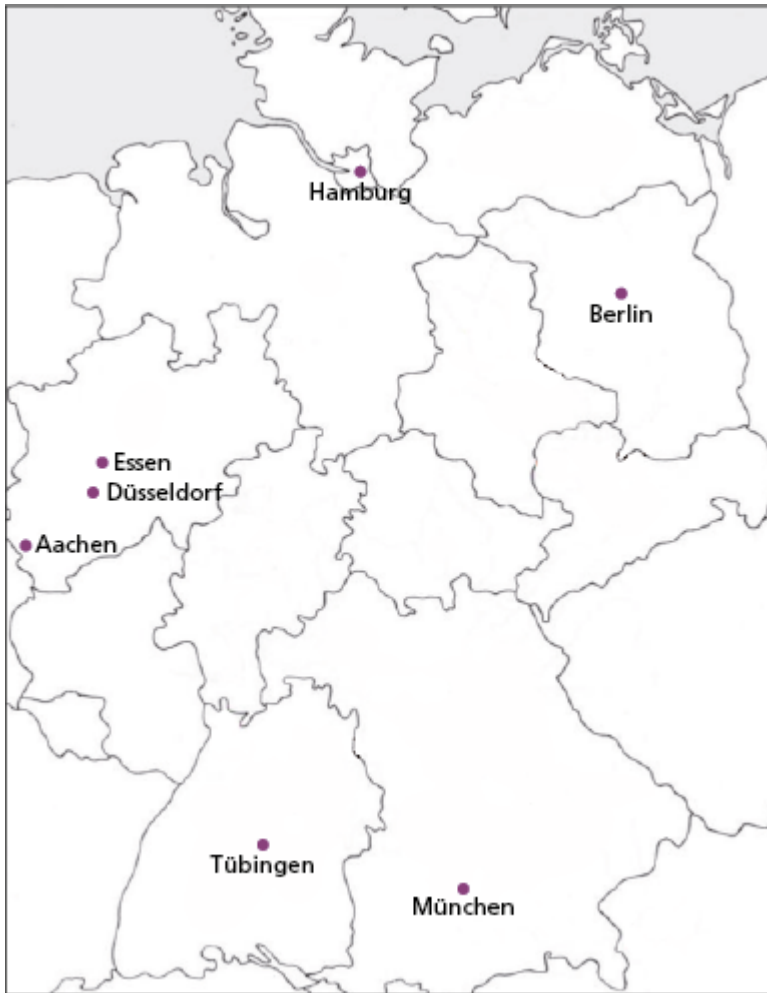 Hamburg
Berlin
Essen
Düsseldorf
Aachen
Tübingen
München